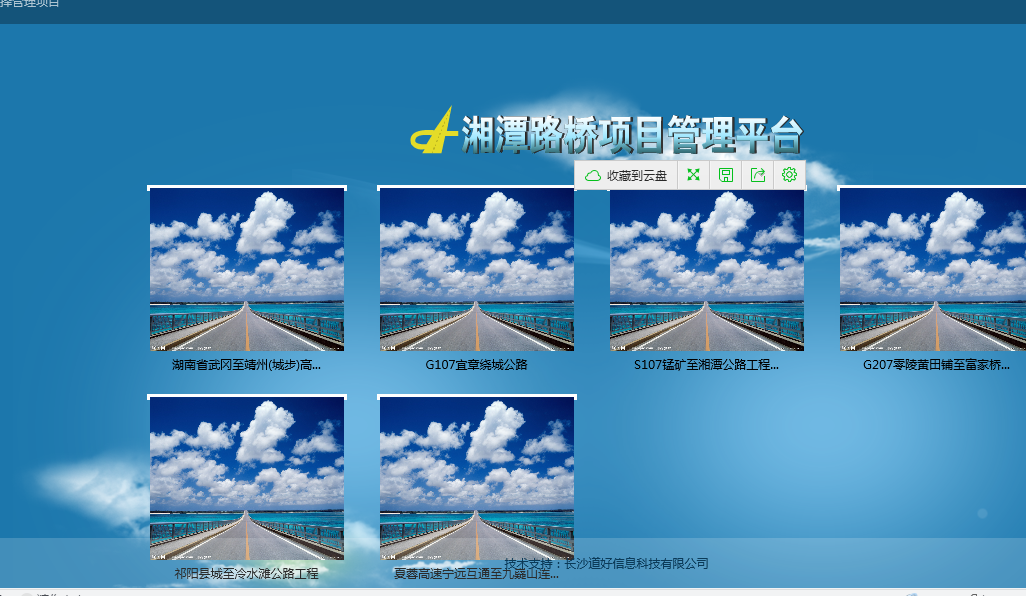 择管理项目
湘潭路桥项目管理平台
收藏到云盘
湖南省武冈至靖州(城步)高...
G107宜章绕城公路
S107锰矿至湘潭公路工程...
G207零陵黄田铺至富家桥...
祁阳县城至冷水滩公路工程
夏蓉高速宁远互通至九嶷山连...
技术支持：长沙道好信息科技有限公司